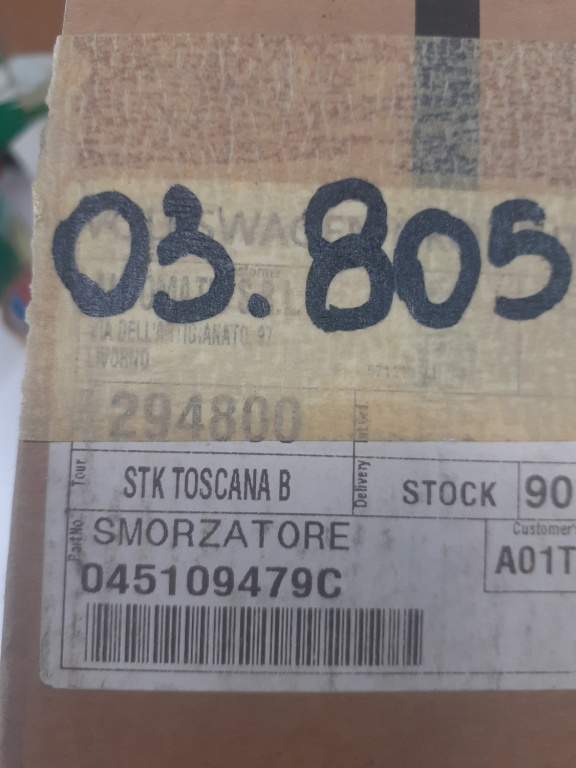 03.805
VIA DELL'ARTIGIANATO, 97
LIVORNO
294800
Tour
STK TOSCANA B
Delivery
STOCK
90
Part No.
SMORZATORE
Customer's
A01T
045109479C